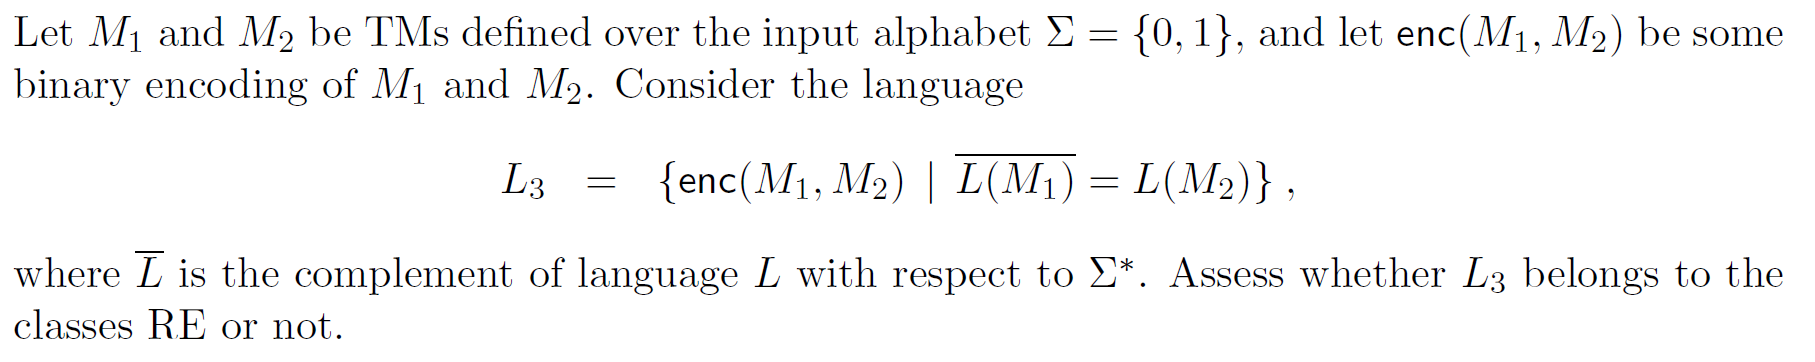 Let M₁ and M₂ be TMs defined over the input alphabet Σ = {0, 1}, and let enc(M₁, M₂) be some
binary encoding of M₁ and M₂. Consider the language
L₃ = {enc(M₁, M₂) | \overline{L(M₁)} = L(M₂)} ,
where \overline{L} is the complement of language L with respect to Σ*. Assess whether L₃ belongs to the
classes RE or not.